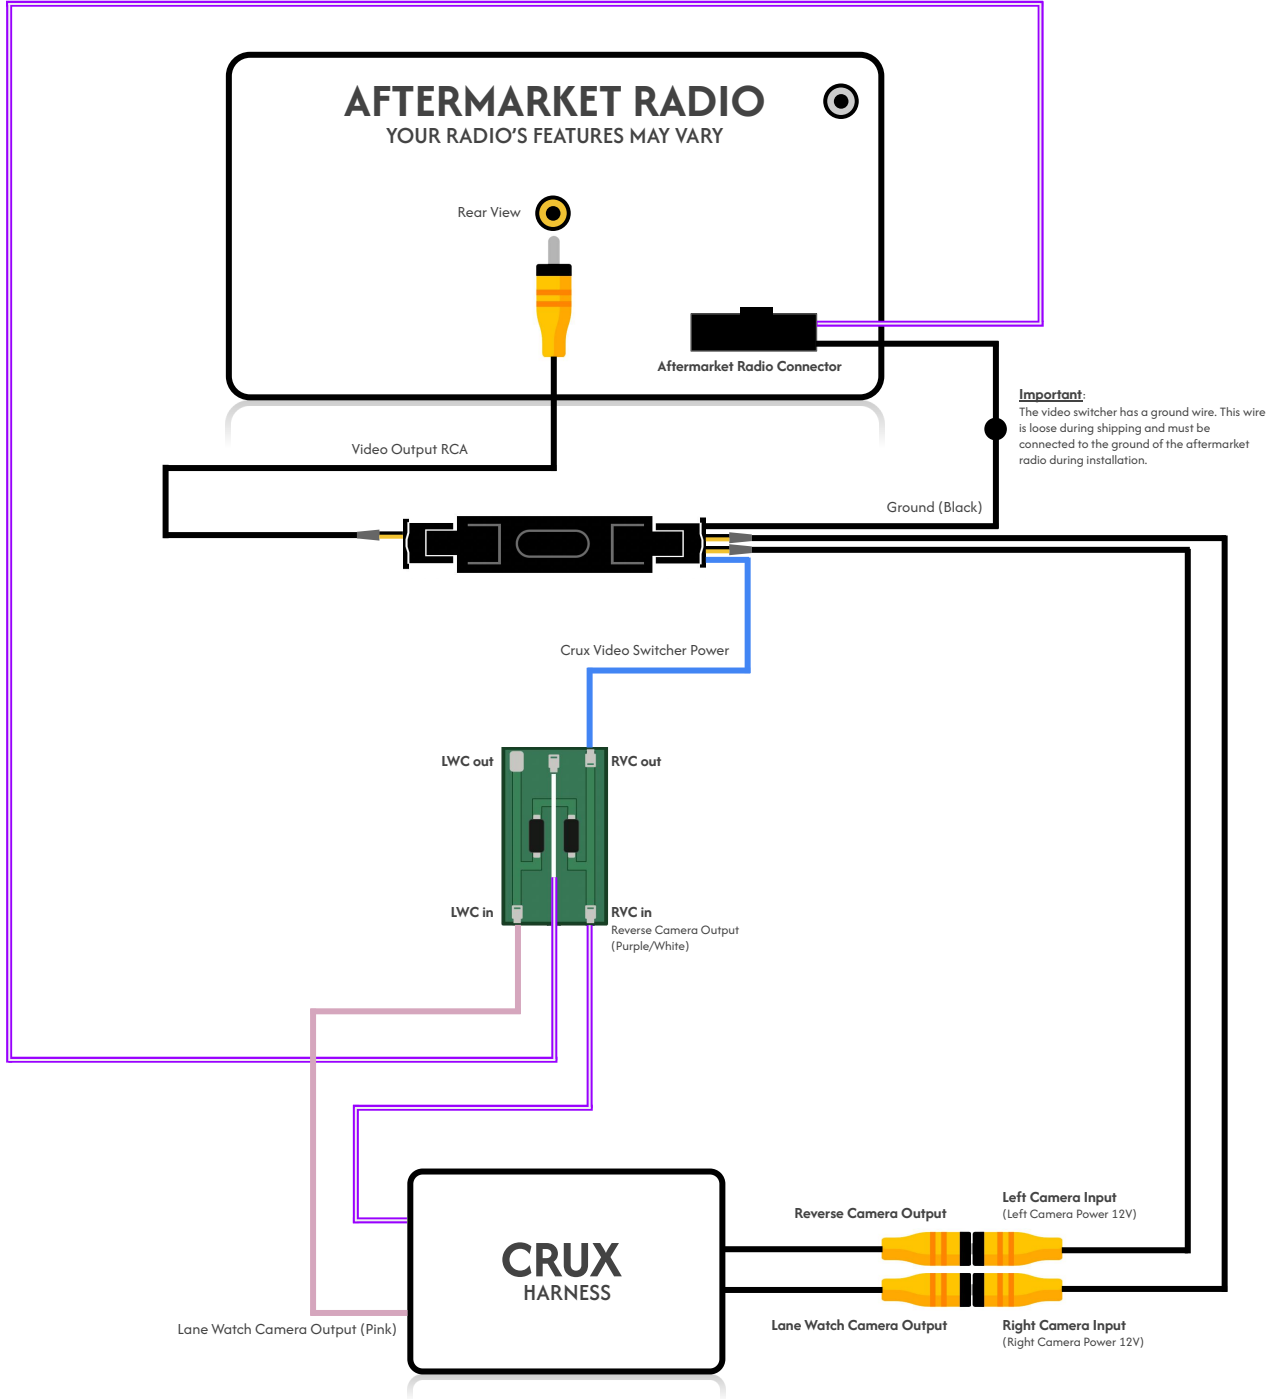 AFTERMARKET RADIO
YOUR RADIO'S FEATURES MAY VARY
Rear View
Aftermarket Radio Connector
Important:
The video switcher has a ground wire. This wire
is loose during shipping and must be
connected to the ground of the aftermarket
radio during installation.
Video Output RCA
Ground (Black)
Crux Video Switcher Power
LWC out
RVC out
LWC in
RVC in
Reverse Camera Output
(Purple/White)
CRUX
HARNESS
Lane Watch Camera Output (Pink)
Reverse Camera Output
Left Camera Input
(Left Camera Power 12V)
Lane Watch Camera Output
Right Camera Input
(Right Camera Power 12V)